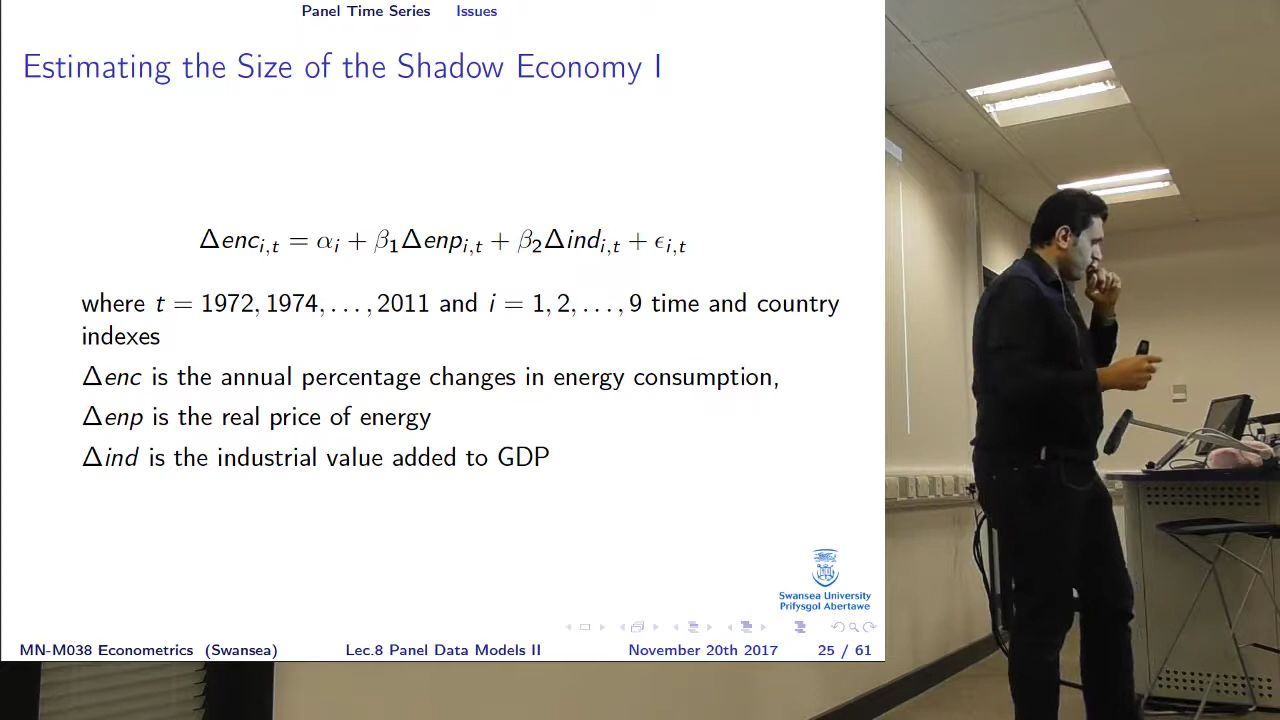 Panel Time Series Issues
Estimating the Size of the Shadow Economy I
Δenc_{i,t} = α_i + β_1Δenp_{i,t} + β_2Δind_{i,t} + ϵ_{i,t}
where t = 1972, 1974, . . . , 2011 and i = 1, 2, . . . , 9 time and country
indexes
Δenc is the annual percentage changes in energy consumption,
Δenp is the real price of energy
Δind is the industrial value added to GDP
Swansea University
Prifysgol Abertawe
MN-M038 Econometrics (Swansea) Lec.8 Panel Data Models II November 20th 2017 25 / 61